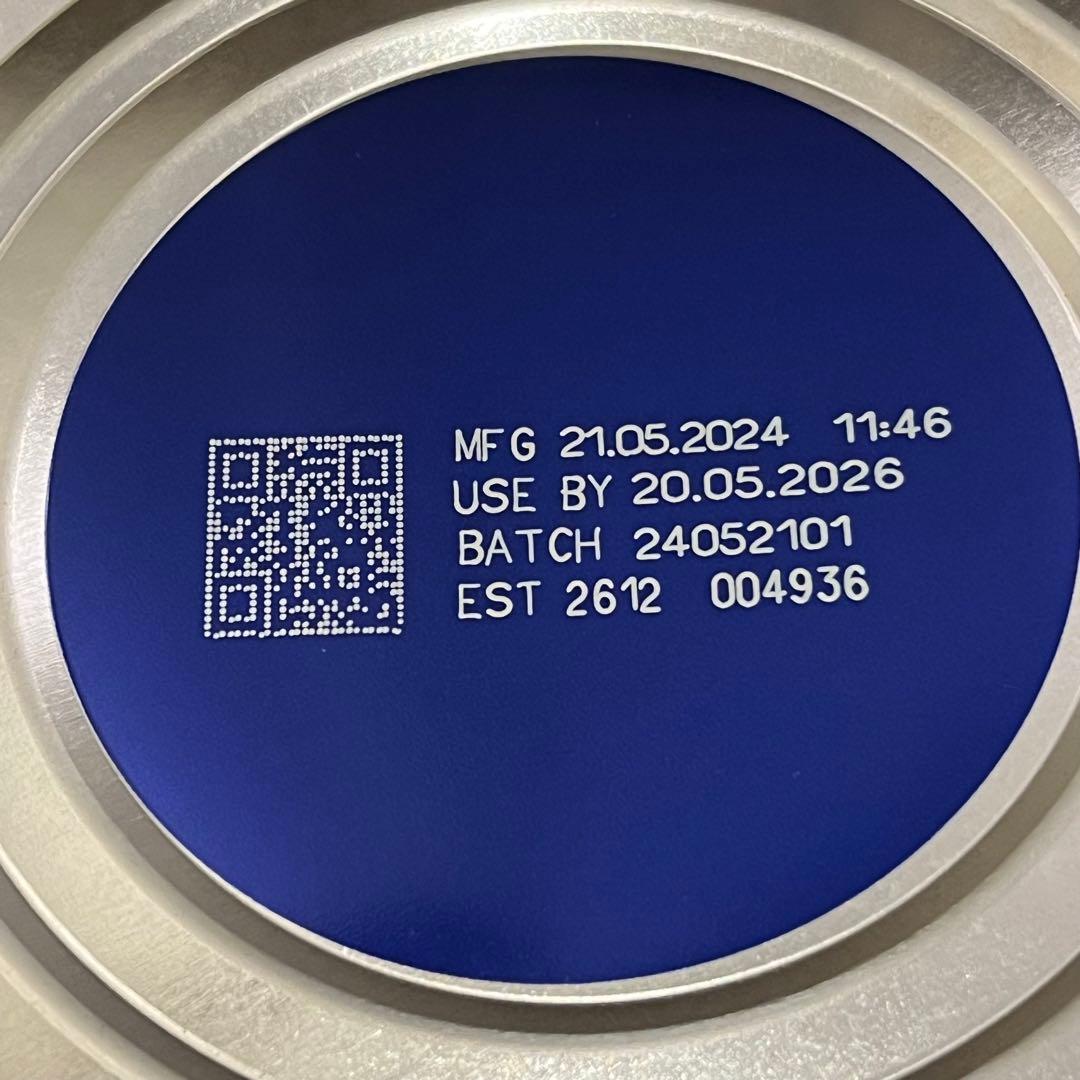 MFG 21.05.2024 11:46
USE BY 20.05.2026
BATCH 24052101
EST 2612 004936